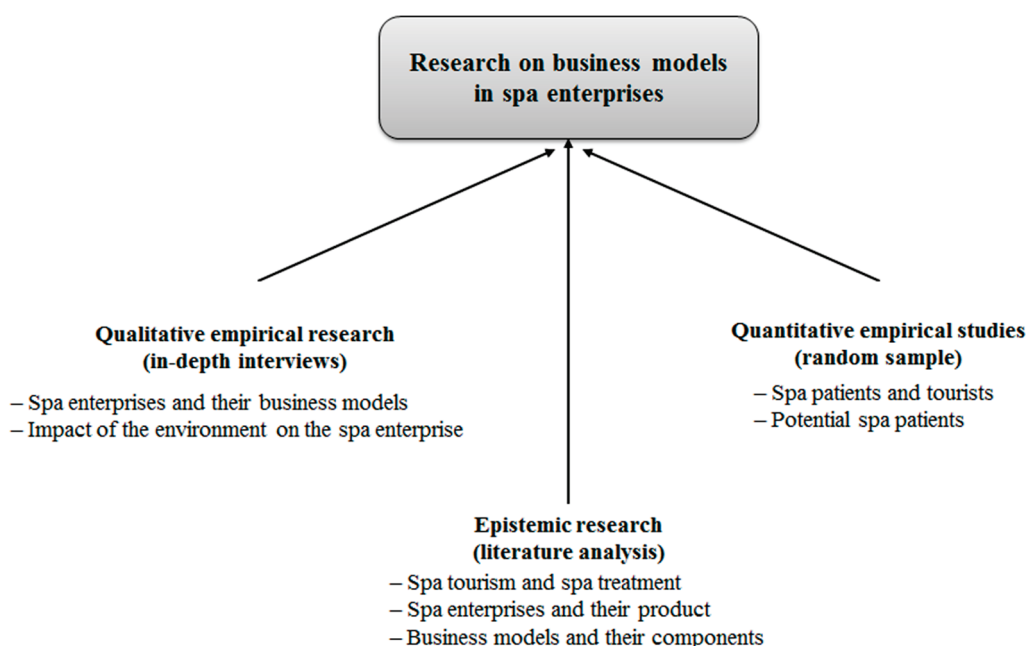 Research on business models
in spa enterprises
Qualitative empirical research
(in-depth interviews)
– Spa enterprises and their business models
– Impact of the environment on the spa enterprise
Quantitative empirical studies
(random sample)
– Spa patients and tourists
– Potential spa patients
Epistemic research
(literature analysis)
– Spa tourism and spa treatment
– Spa enterprises and their product
– Business models and their components